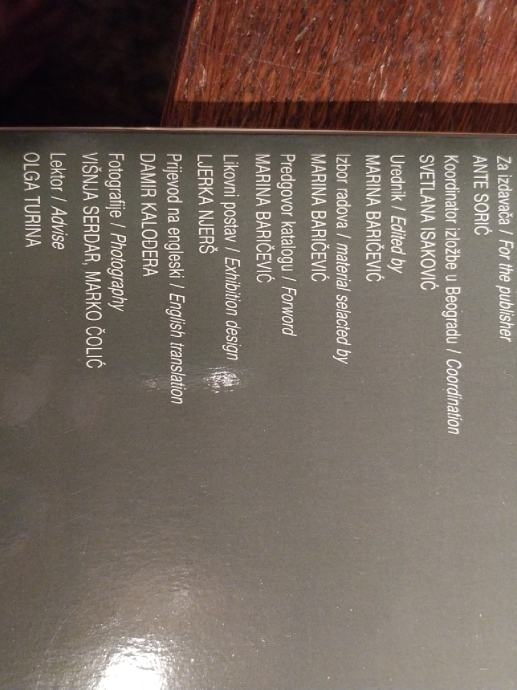 Za izdavača / For the publisher
ANTE SORIĆ
Koordinator izložbe u Beogradu / Coordination
SVETLANA ISAKOVIĆ
Urednik / Edited by
MARINA BARIČEVIĆ
Izbor radova / material selacted by
MARINA BARIČEVIĆ
Predgovor katalogu / Forword
MARINA BARIČEVIĆ
Likovni postav / Exhibition design
LJERKA NJERŠ
Prijevod na engleski / English translation
DAMIR KALOĐERA
Fotografije / Photography
VIŠNJA SERDAR, MARKO ČOLIĆ
Lektor / Advise
OLGA TURINA